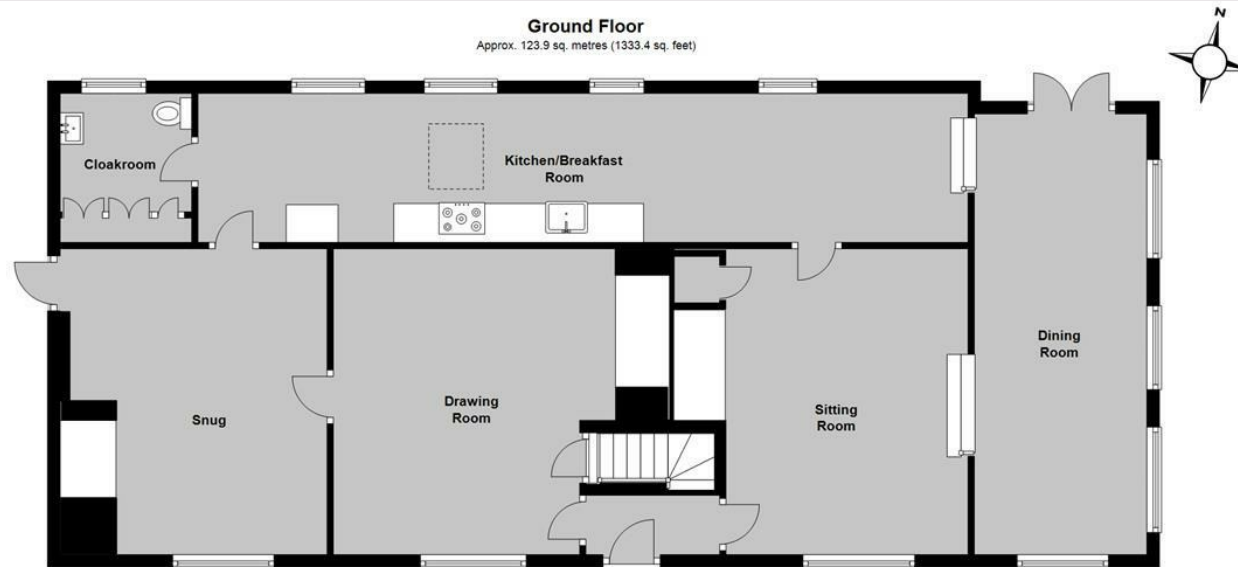 Ground Floor
Approx. 123.9 sq. metres (1333.4 sq. feet)
N
Cloakroom
Kitchen/Breakfast
Room
Dining
Room
Drawing
Room
Sitting
Room
Snug